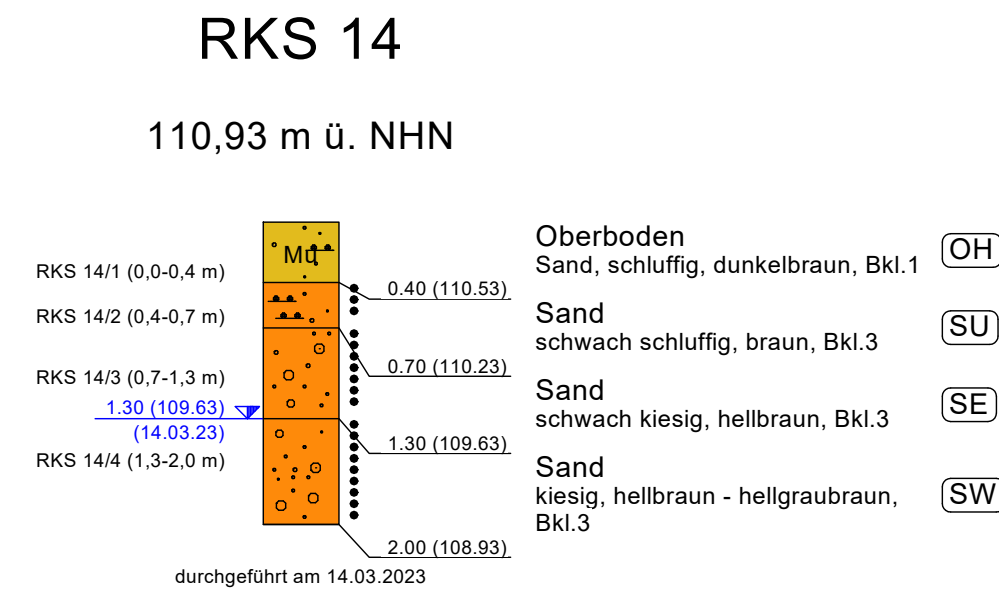 RKS 14
110,93 m ü. NHN
Mu
RKS 14/1 (0,0-0,4 m)
0.40 (110.53)
Oberboden
Sand, schluffig, dunkelbraun, Bkl.1
OH
RKS 14/2 (0,4-0,7 m)
0.70 (110.23)
Sand
schwach schluffig, braun, Bkl.3
SU
RKS 14/3 (0,7-1,3 m)
1.30 (109.63)
(14.03.23)
1.30 (109.63)
Sand
schwach kiesig, hellbraun, Bkl.3
SE
RKS 14/4 (1,3-2,0 m)
2.00 (108.93)
Sand
kiesig, hellbraun - hellgraubraun,
Bkl.3
SW
durchgeführt am 14.03.2023